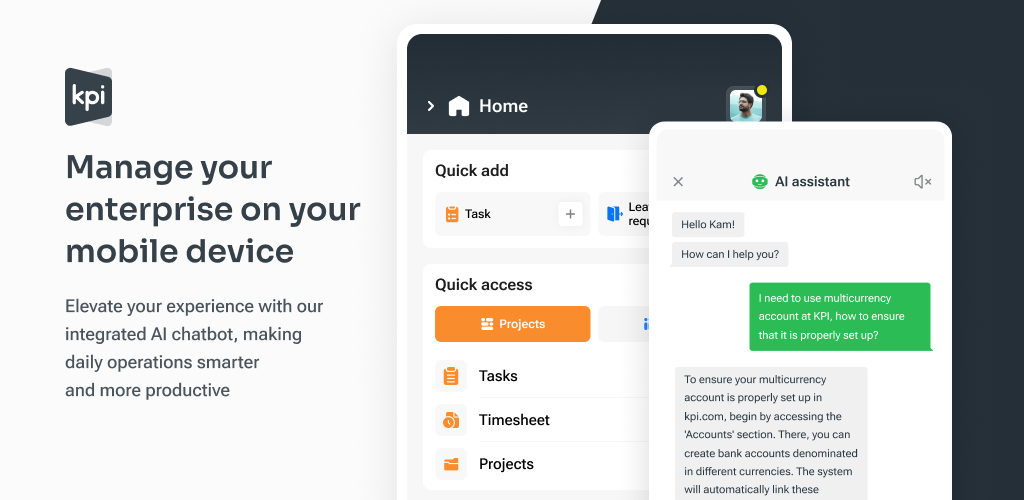 kpi
Manage your
enterprise on your
mobile device
Elevate your experience with our
integrated AI chatbot, making
daily operations smarter
and more productive
Home
Quick add
Task
Quick access
Projects
Tasks
Timesheet
Projects
AI assistant
Hello Kam!
How can I help you?
I need to use multicurrency
account at KPI, how to ensure
that it is properly set up?
To ensure your multicurrency
account is properly set up in
kpi.com, begin by accessing the
'Accounts' section. There, you can
create bank accounts denominated
in different currencies. The system
will automatically link these